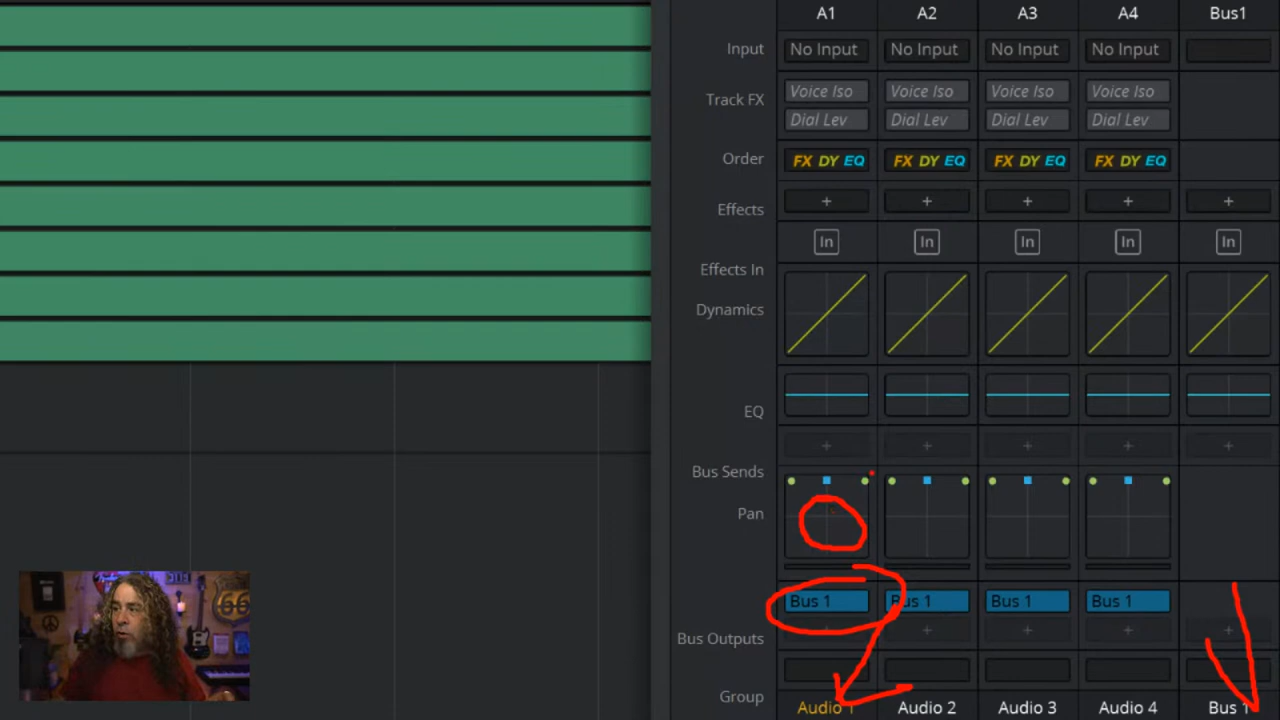 A1 A2 A3 A4 Bus1
Input No Input No Input No Input No Input
Track FX Voice Iso Voice Iso Voice Iso Voice Iso
Dial Lev Dial Lev Dial Lev Dial Lev
Order FX DY EQ FX DY EQ FX DY EQ FX DY EQ
Effects + + + + +
Effects In In In In In In
Dynamics
EQ
Bus Sends + + + + +
Pan
Bus 1 Bus 1 Bus 1 Bus 1
Bus Outputs + + + + +
Group
Audio 1 Audio 2 Audio 3 Audio 4 Bus 1
66